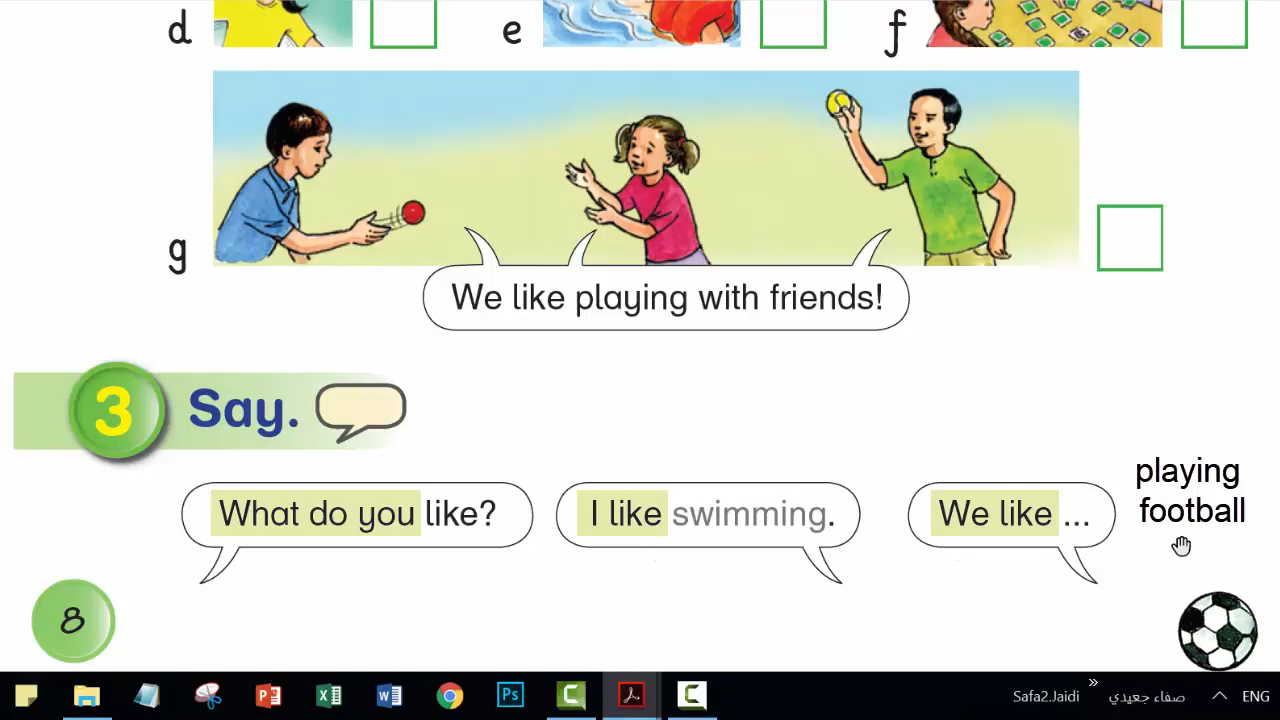 d
e
f
g
We like playing with friends!
3
Say.
What do you like?
I like swimming.
We like ...
playing
football
8
Ps
Safa2.Jaidi
صفاء جعيدي
ENG